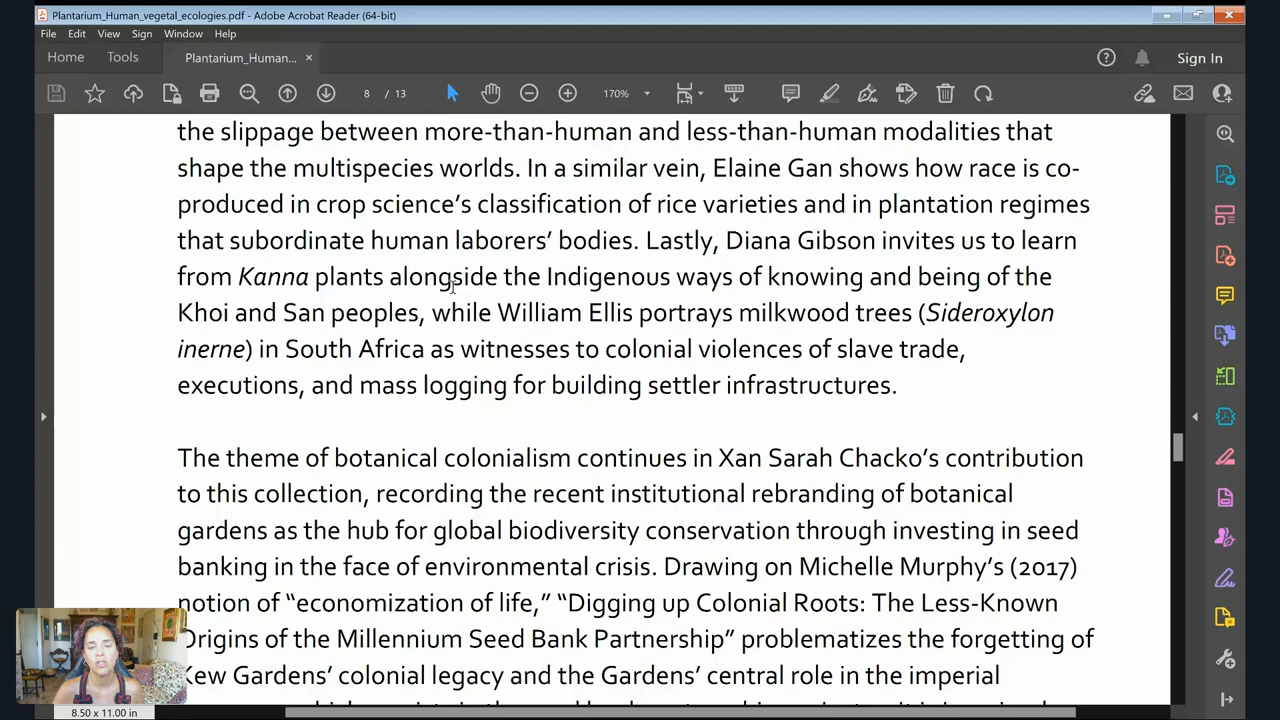 Plantarium_Human_vegetal_ecologies.pdf - Adobe Acrobat Reader (64-bit)
File Edit View Sign Window Help
Home Tools Plantarium_Human... × Sign In
8 / 13 170%
the slippage between more-than-human and less-than-human modalities that
shape the multispecies worlds. In a similar vein, Elaine Gan shows how race is co-
produced in crop science’s classification of rice varieties and in plantation regimes
that subordinate human laborers’ bodies. Lastly, Diana Gibson invites us to learn
from Kanna plants alongside the Indigenous ways of knowing and being of the
Khoi and San peoples, while William Ellis portrays milkwood trees (Sideroxylon
inerne) in South Africa as witnesses to colonial violences of slave trade,
executions, and mass logging for building settler infrastructures.
The theme of botanical colonialism continues in Xan Sarah Chacko’s contribution
to this collection, recording the recent institutional rebranding of botanical
gardens as the hub for global biodiversity conservation through investing in seed
banking in the face of environmental crisis. Drawing on Michelle Murphy’s (2017)
notion of “economization of life,” “Digging up Colonial Roots: The Less-Known
Origins of the Millennium Seed Bank Partnership” problematizes the forgetting of
Kew Gardens’ colonial legacy and the Gardens’ central role in the imperial
8.50 x 11.00 in